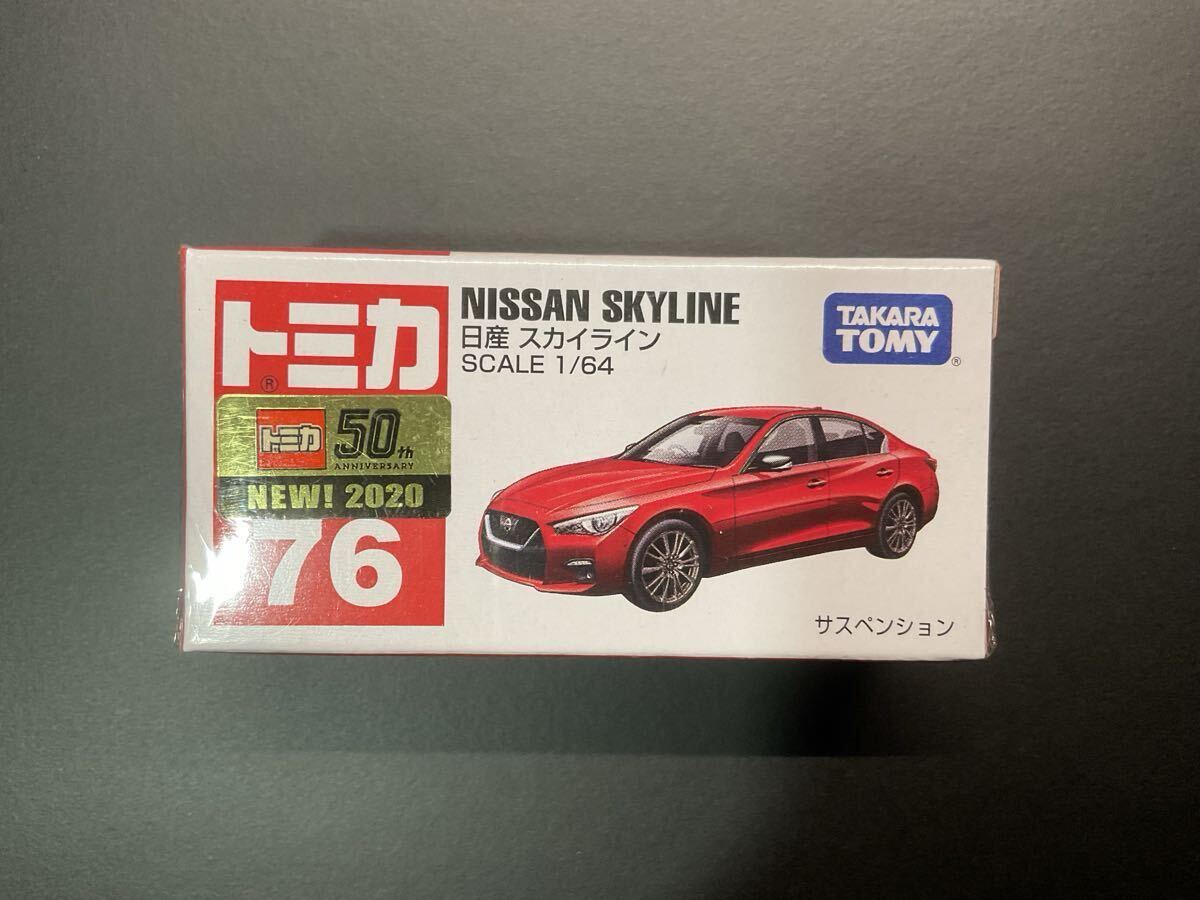 トミカ
®
トミカ 50th
ANNIVERSARY
NEW! 2020
76
NISSAN SKYLINE
日産 スカイライン
SCALE 1/64
TAKARA
TOMY
®
サスペンション